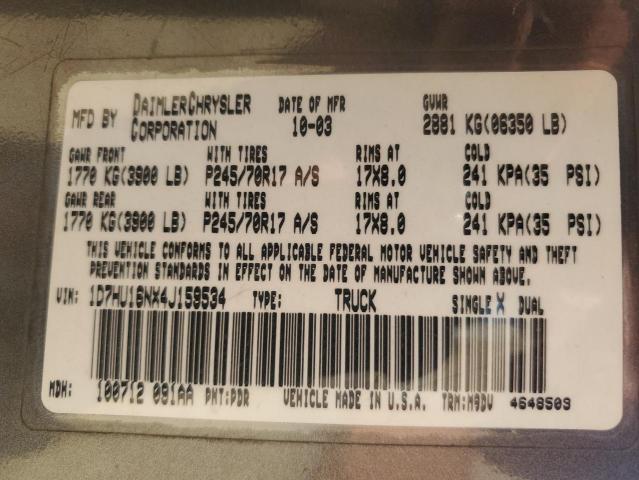 MFD BY DAIMLERCHRYSLER CORPORATION DATE OF MFR 10-03 GVWR 2881 KG(06350 LB)
GAWR FRONT WITH TIRES RIMS AT COLD
1770 KG(3900 LB) P245/70R17 A/S 17X8.0 241 KPA(35 PSI)
GAWR REAR WITH TIRES RIMS AT COLD
1770 KG(3900 LB) P245/70R17 A/S 17X8.0 241 KPA(35 PSI)
THIS VEHICLE CONFORMS TO ALL APPLICABLE FEDERAL MOTOR VEHICLE SAFETY AND THEFT
PREVENTION STANDARDS IN EFFECT ON THE DATE OF MANUFACTURE SHOWN ABOVE.
VIN: 1D7HU16NX4J159534 TYPE: TRUCK SINGLE X DUAL
MDH: 100712 091AA PNT:PDR VEHICLE MADE IN U.S.A. TRM:M9DV 4648503